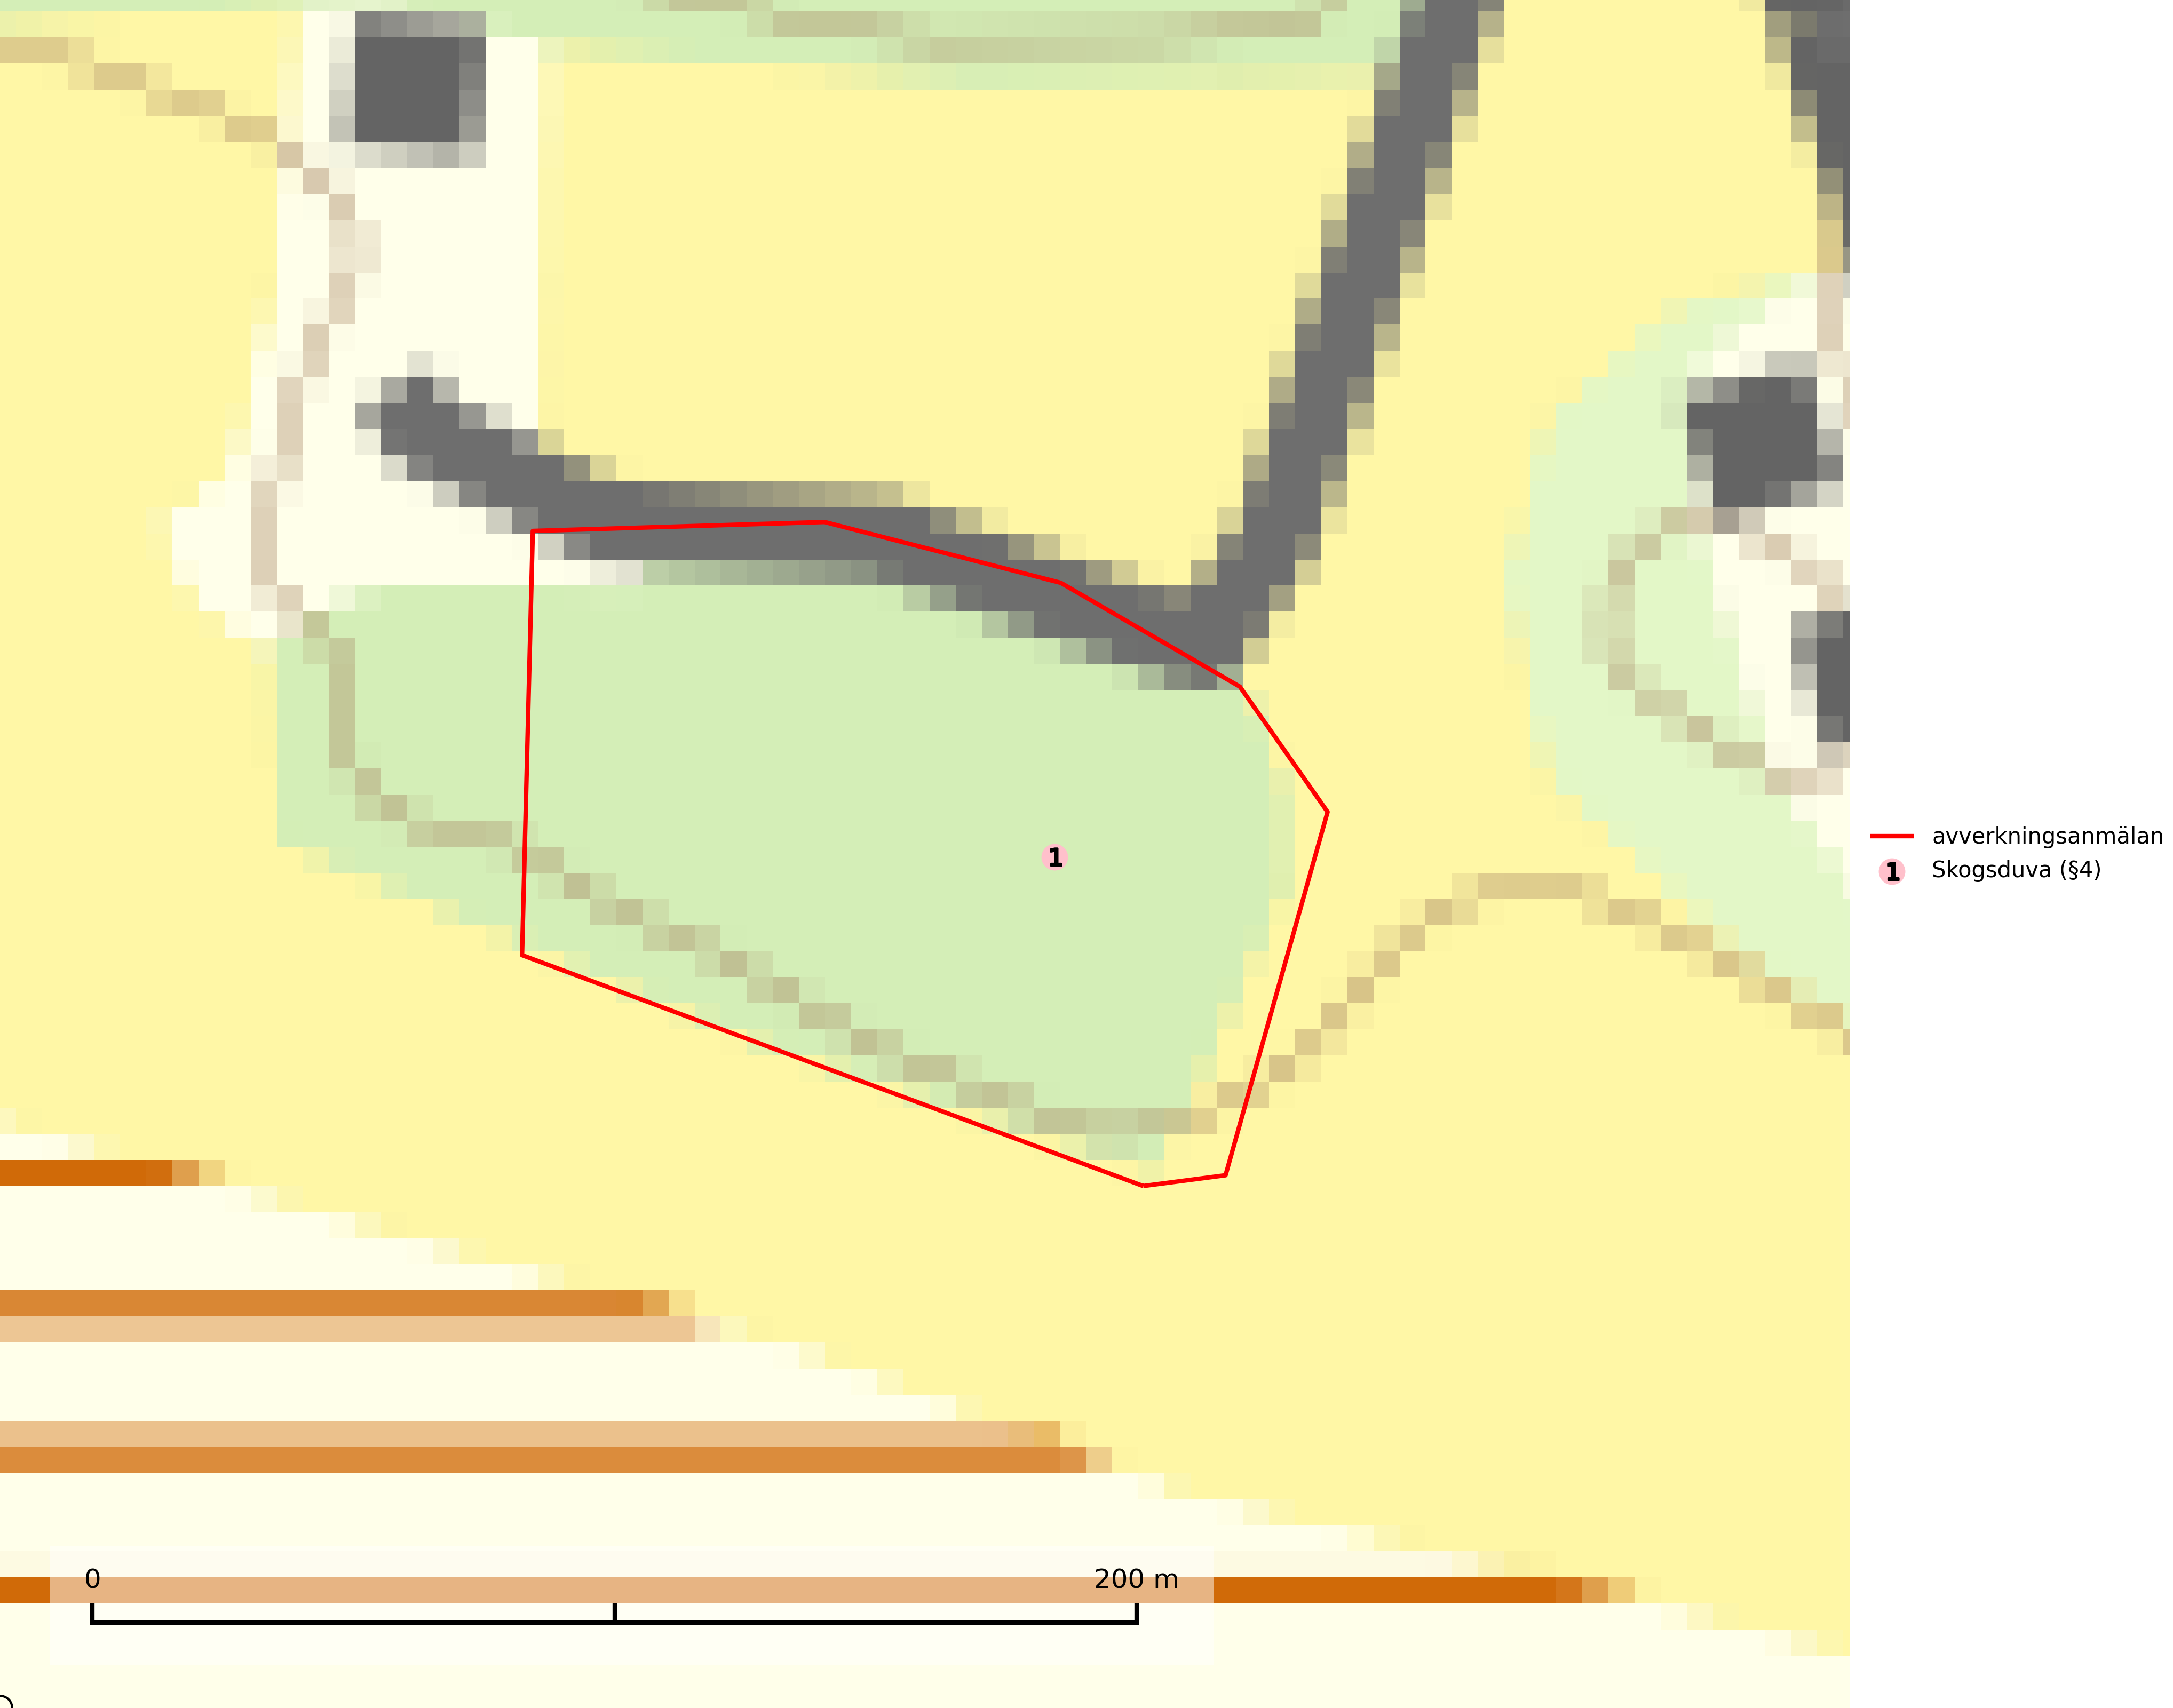 1
avverkningsanmälan
1 Skogsduva (§4)
0 200 m